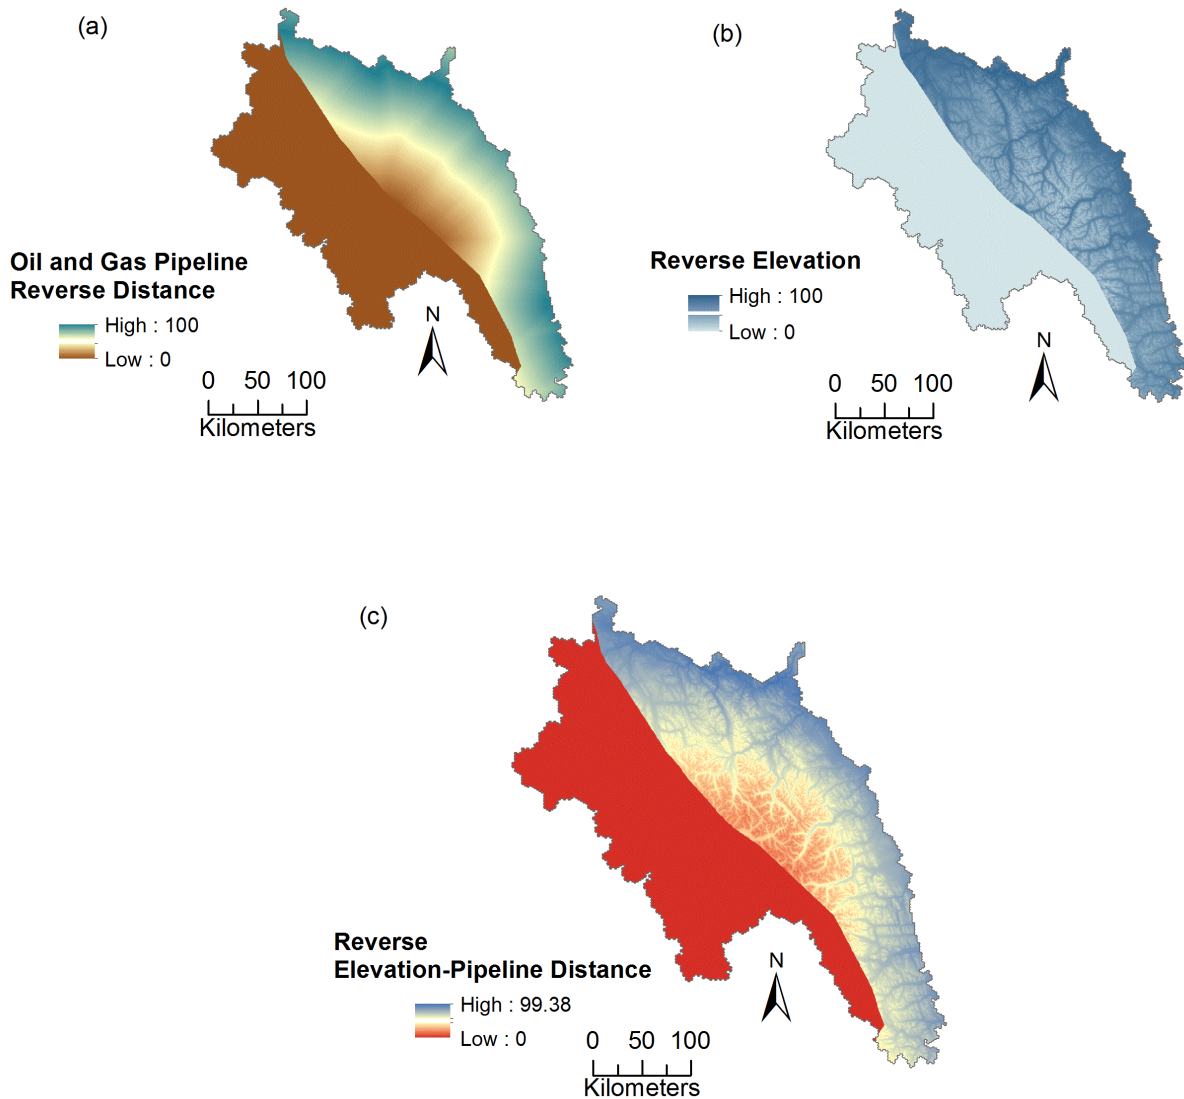 (a)
Oil and Gas Pipeline
Reverse Distance
High : 100
Low : 0
N
0 50 100
Kilometers
(b)
Reverse Elevation
High : 100
Low : 0
N
0 50 100
Kilometers
(c)
Reverse
Elevation-Pipeline Distance
High : 99.38
Low : 0
N
0 50 100
Kilometers